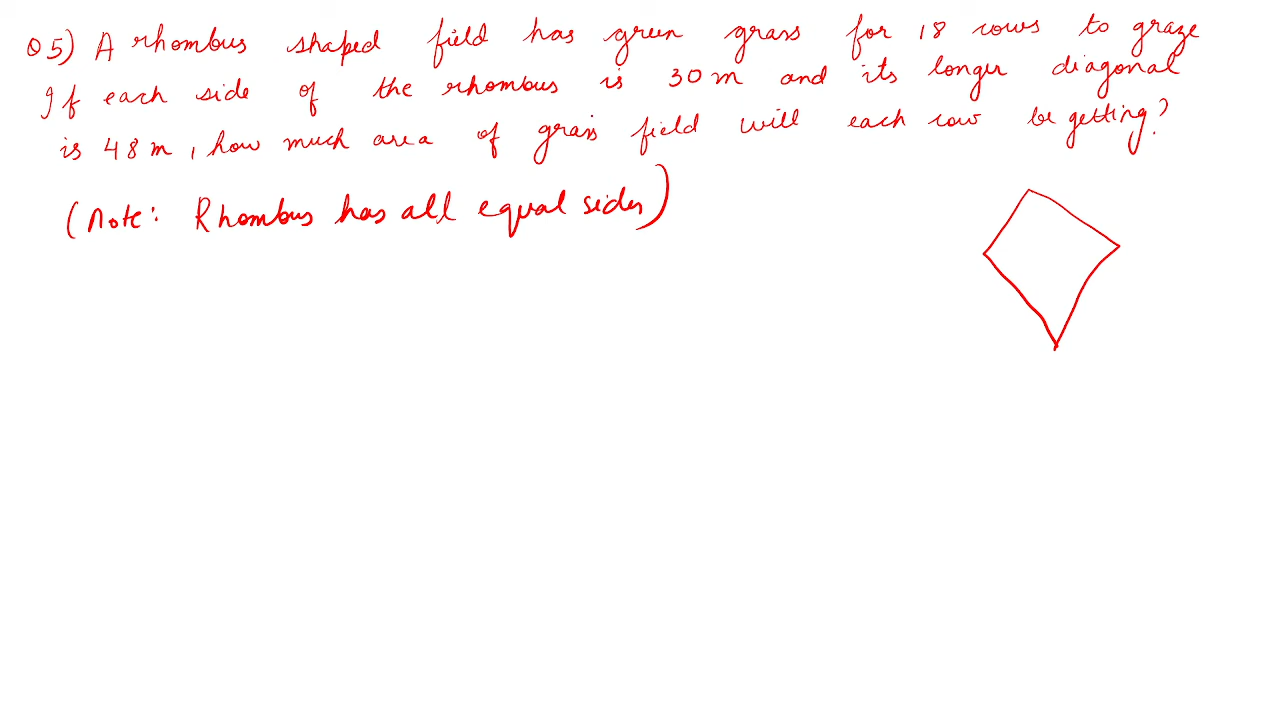 Q5) A rhombus shaped field has green grass for 18 cows to graze
If each side of the rhombus is 30 m and its longer diagonal
is 48 m, how much area of grass field will each cow be getting?
(Note: Rhombus has all equal sides)